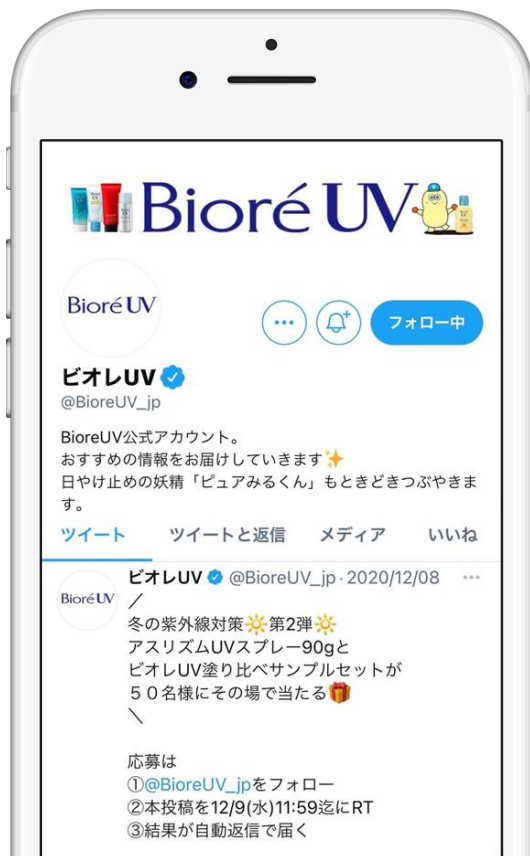 Bioré UV
Bioré UV
フォロー中
ビオレUV
@BioreUV_jp
BioreUV公式アカウント。
おすすめの情報をお届けしていきます✨
日やけ止めの妖精「ピュアみるくん」もときどきつぶやきま
す。
ツイート ツイートと返信 メディア いいね
ビオレUV @BioreUV_jp · 2020/12/08
Bioré UV
／
冬の紫外線対策🔆第2弾🔆
アスリズムUVスプレー90gと
ビオレUV塗り比べサンプルセットが
５０名様にその場で当たる🎁
＼
応募は
①@BioreUV_jpをフォロー
②本投稿を12/9(水)11:59迄にRT
③結果が自動返信で届く